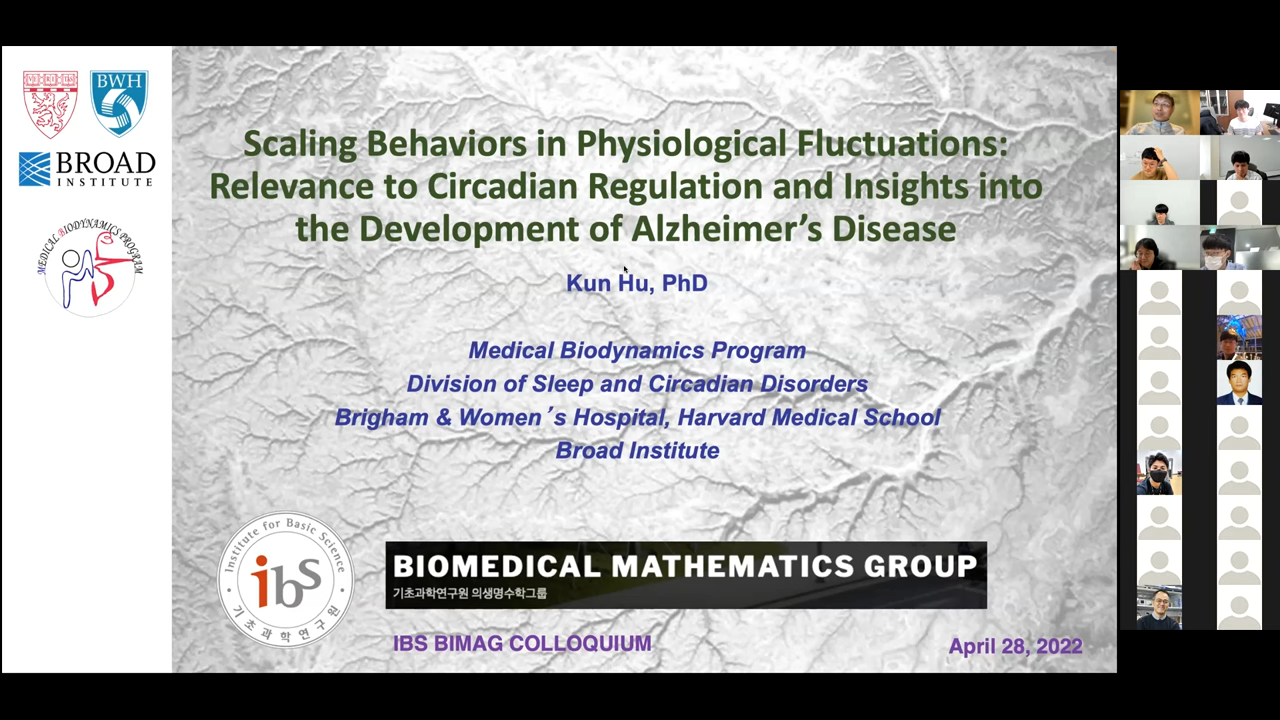 VE RI TAS
BWH
BROAD
INSTITUTE
MEDICAL BIODYNAMICS PROGRAM
Scaling Behaviors in Physiological Fluctuations:
Relevance to Circadian Regulation and Insights into
the Development of Alzheimer’s Disease
Kun Hu, PhD
Medical Biodynamics Program
Division of Sleep and Circadian Disorders
Brigham & Women´s Hospital, Harvard Medical School
Broad Institute
Institute for Basic Science
ibs
기초과학연구원
BIOMEDICAL MATHEMATICS GROUP
기초과학연구원 의생명수학그룹
IBS BIMAG COLLOQUIUM
April 28, 2022